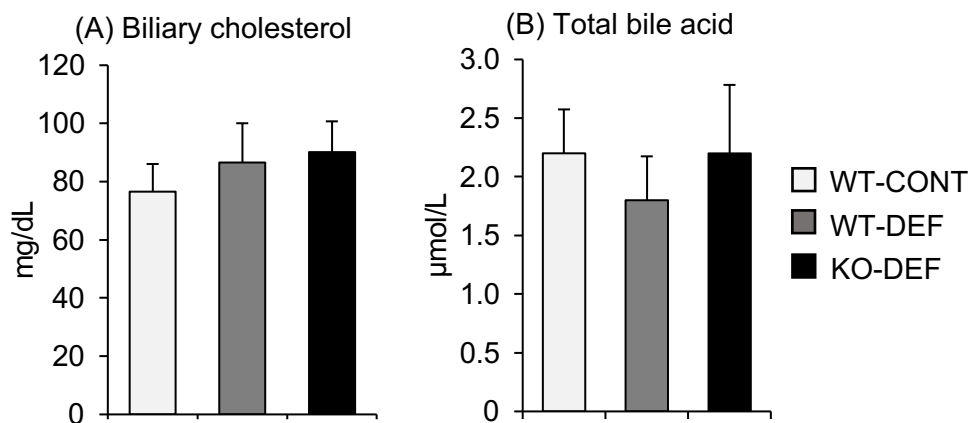 (A) Biliary cholesterol
mg/dL
120
100
80
60
40
20
0
(B) Total bile acid
µmol/L
3.0
2.5
2.0
1.5
1.0
0.5
0
WT-CONT
WT-DEF
KO-DEF